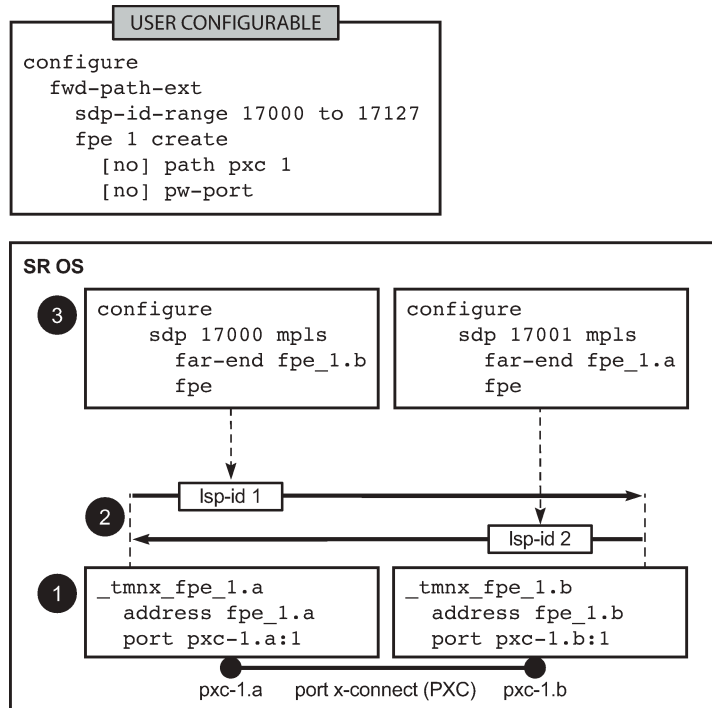 USER CONFIGURABLE
configure
fwd-path-ext
sdp-id-range 17000 to 17127
fpe 1 create
[no] path pxc 1
[no] pw-port
SR OS
3
configure
sdp 17000 mpls
far-end fpe_1.b
fpe
configure
sdp 17001 mpls
far-end fpe_1.a
fpe
lsp-id 1
2
lsp-id 2
1
_tmnx_fpe_1.a
address fpe_1.a
port pxc-1.a:1
_tmnx_fpe_1.b
address fpe_1.b
port pxc-1.b:1
pxc-1.a port x-connect (PXC) pxc-1.b